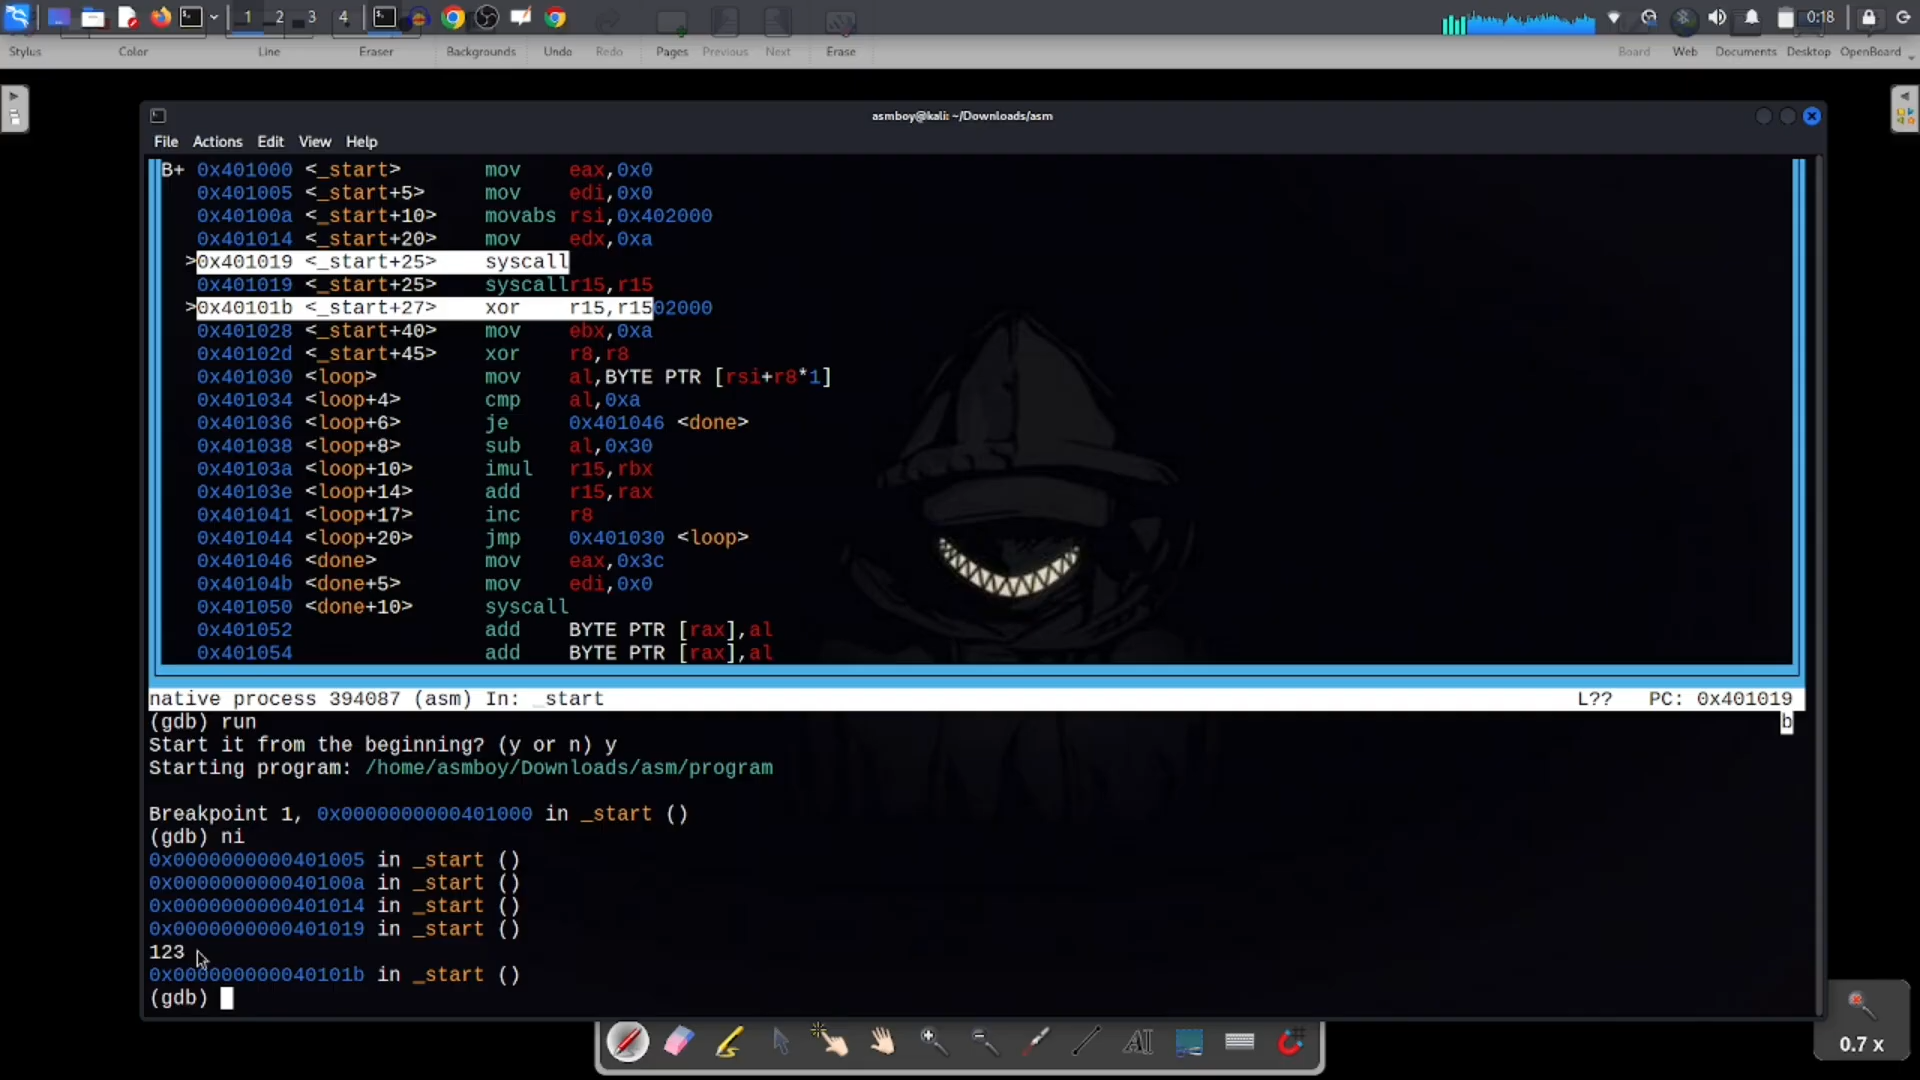 1 2 3 4 0:18
Stylus Color Line Eraser Backgrounds Undo Redo Pages Previous Next Erase Board Web Documents Desktop OpenBoard
asmboy@kali: ~/Downloads/asm
File Actions Edit View Help
B+ 0x401000 <_start> mov eax,0x0
0x401005 <_start+5> mov edi,0x0
0x40100a <_start+10> movabs rsi,0x402000
0x401014 <_start+20> mov edx,0xa
>0x401019 <_start+25> syscall
0x401019 <_start+25> syscallr15,r15
>0x40101b <_start+27> xor r15,r1502000
0x401028 <_start+40> mov ebx,0xa
0x40102d <_start+45> xor r8,r8
0x401030 <loop> mov al,BYTE PTR [rsi+r8*1]
0x401034 <loop+4> cmp al,0xa
0x401036 <loop+6> je 0x401046 <done>
0x401038 <loop+8> sub al,0x30
0x40103a <loop+10> imul r15,rbx
0x40103e <loop+14> add r15,rax
0x401041 <loop+17> inc r8
0x401044 <loop+20> jmp 0x401030 <loop>
0x401046 <done> mov eax,0x3c
0x40104b <done+5> mov edi,0x0
0x401050 <done+10> syscall
0x401052 add BYTE PTR [rax],al
0x401054 add BYTE PTR [rax],al
native process 394087 (asm) In: _start L?? PC: 0x401019
(gdb) run b
Start it from the beginning? (y or n) y
Starting program: /home/asmboy/Downloads/asm/program
Breakpoint 1, 0x0000000000401000 in _start ()
(gdb) ni
0x0000000000401005 in _start ()
0x000000000040100a in _start ()
0x0000000000401014 in _start ()
0x0000000000401019 in _start ()
123
0x000000000040101b in _start ()
(gdb)
AI
0.7 x